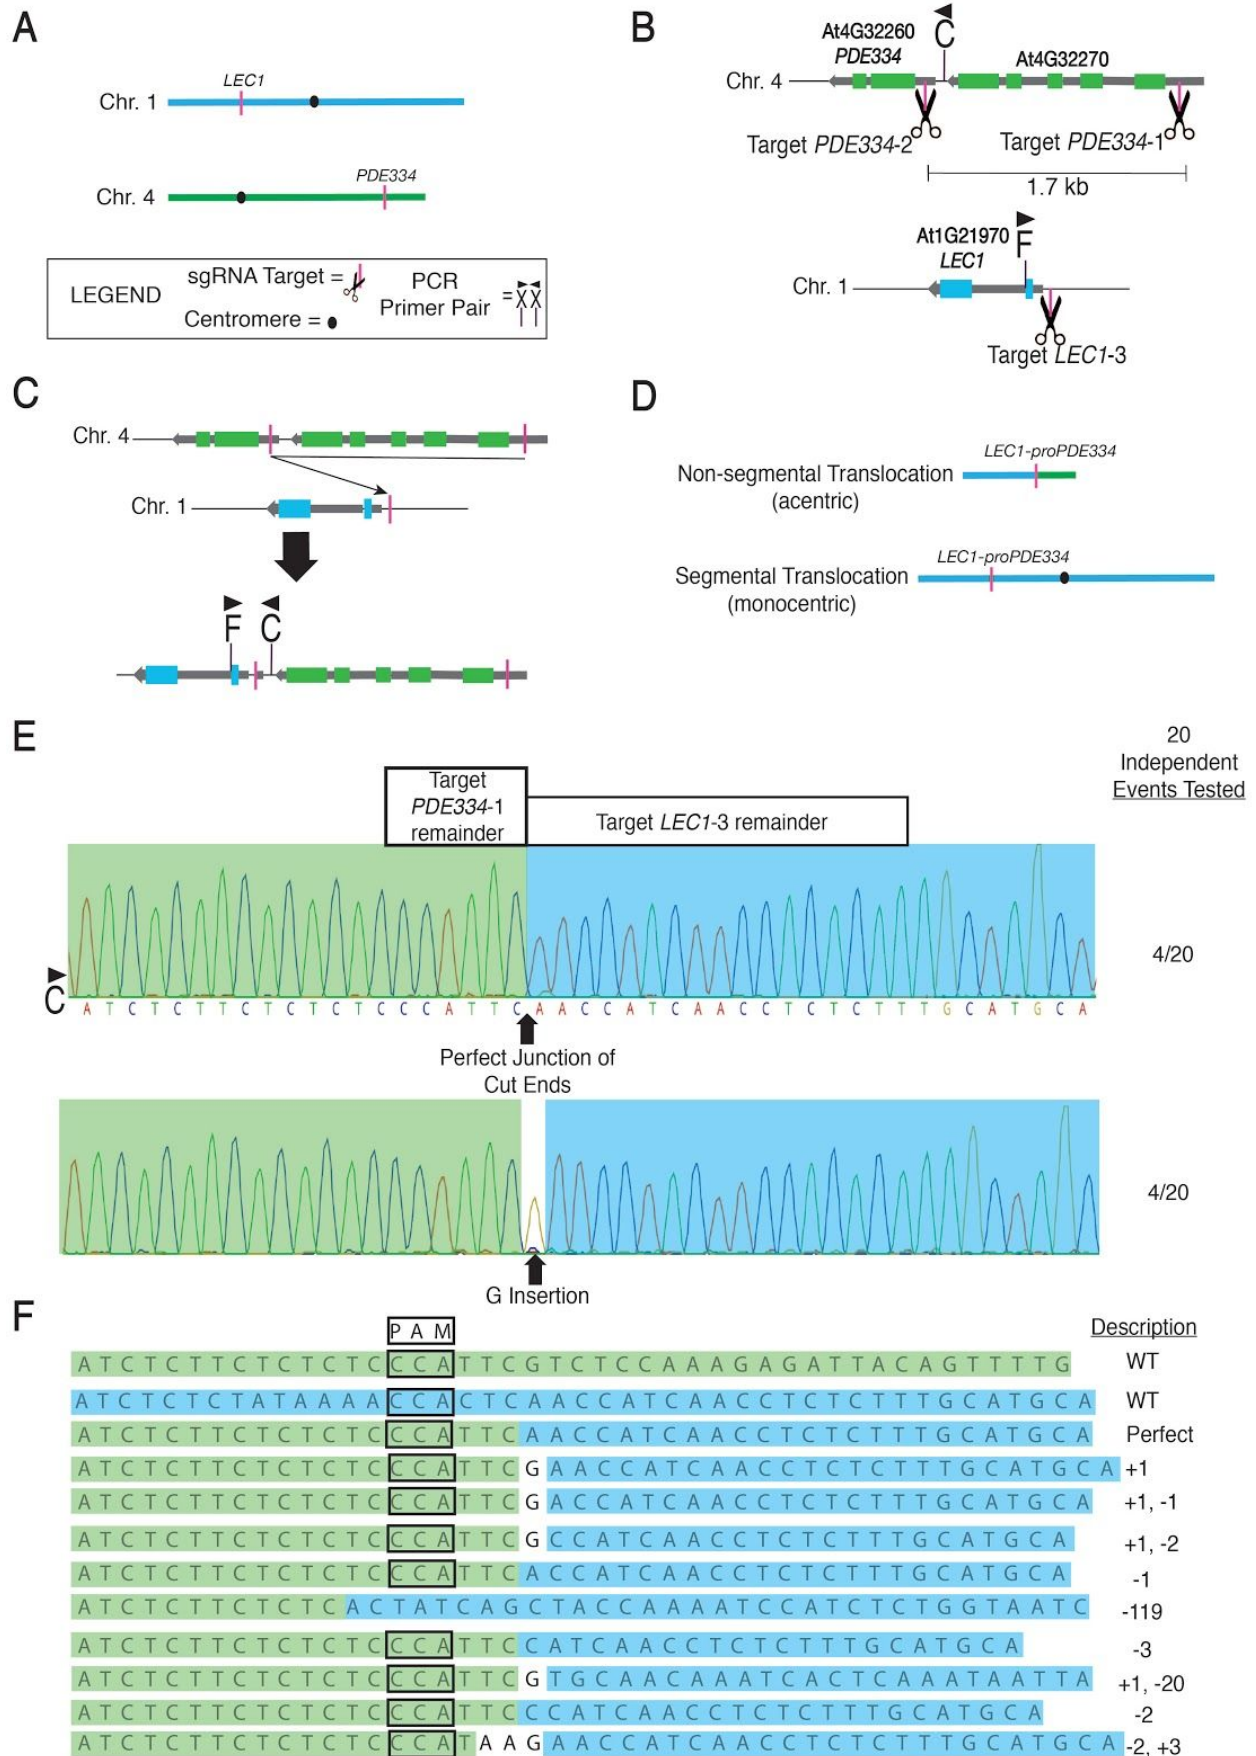 A
LEC1
Chr. 1
PDE334
Chr. 4
LEGEND
sgRNA Target =
Centromere =
PCR
Primer Pair
= X X
B
At4G32260
PDE334
C
At4G32270
Chr. 4
Target PDE334-2
Target PDE334-1
1.7 kb
At1G21970
LEC1
F
Chr. 1
Target LEC1-3
C
Chr. 4
Chr. 1
F C
D
LEC1-proPDE334
Non-segmental Translocation
(acentric)
LEC1-proPDE334
Segmental Translocation
(monocentric)
E
20
Independent
Events Tested
Target
PDE334-1
remainder
Target LEC1-3 remainder
4/20
C
A T C T C T T C T C T C T C C C A T T C A A C C A T C A A C C T C T C T T T G C A T G C A
Perfect Junction of
Cut Ends
4/20
G Insertion
F
P A M
Description
A T C T C T T C T C T C T C C C A T T C G T C T C C A A A G A G A T T A C A G T T T T G WT
A T C T C T C T A T A A A A C C A C T C A A C C A T C A A C C T C T C T T T G C A T G C A WT
A T C T C T T C T C T C T C C C A T T C A A C C A T C A A C C T C T C T T T G C A T G C A Perfect
A T C T C T T C T C T C T C C C A T T C G A A C C A T C A A C C T C T C T T T G C A T G C A +1
A T C T C T T C T C T C T C C C A T T C G A C C A T C A A C C T C T C T T T G C A T G C A +1, -1
A T C T C T T C T C T C T C C C A T T C G C C A T C A A C C T C T C T T T G C A T G C A +1, -2
A T C T C T T C T C T C T C C C A T T C A C C A T C A A C C T C T C T T T G C A T G C A -1
A T C T C T T C T C T C A C T A T C A G C T A C C A A A A T C C A T C T C T G G T A A T C -119
A T C T C T T C T C T C T C C C A T T C C A T C A A C C T C T C T T T G C A T G C A -3
A T C T C T T C T C T C T C C C A T T C G T G C A A C A A A T C A C T C A A A T A A T T A +1, -20
A T C T C T T C T C T C T C C C A T T C C C A T C A A C C T C T C T T T G C A T G C A -2
A T C T C T T C T C T C T C C C A T A A G A A C C A T C A A C C T C T C T T T G C A T G C A -2, +3